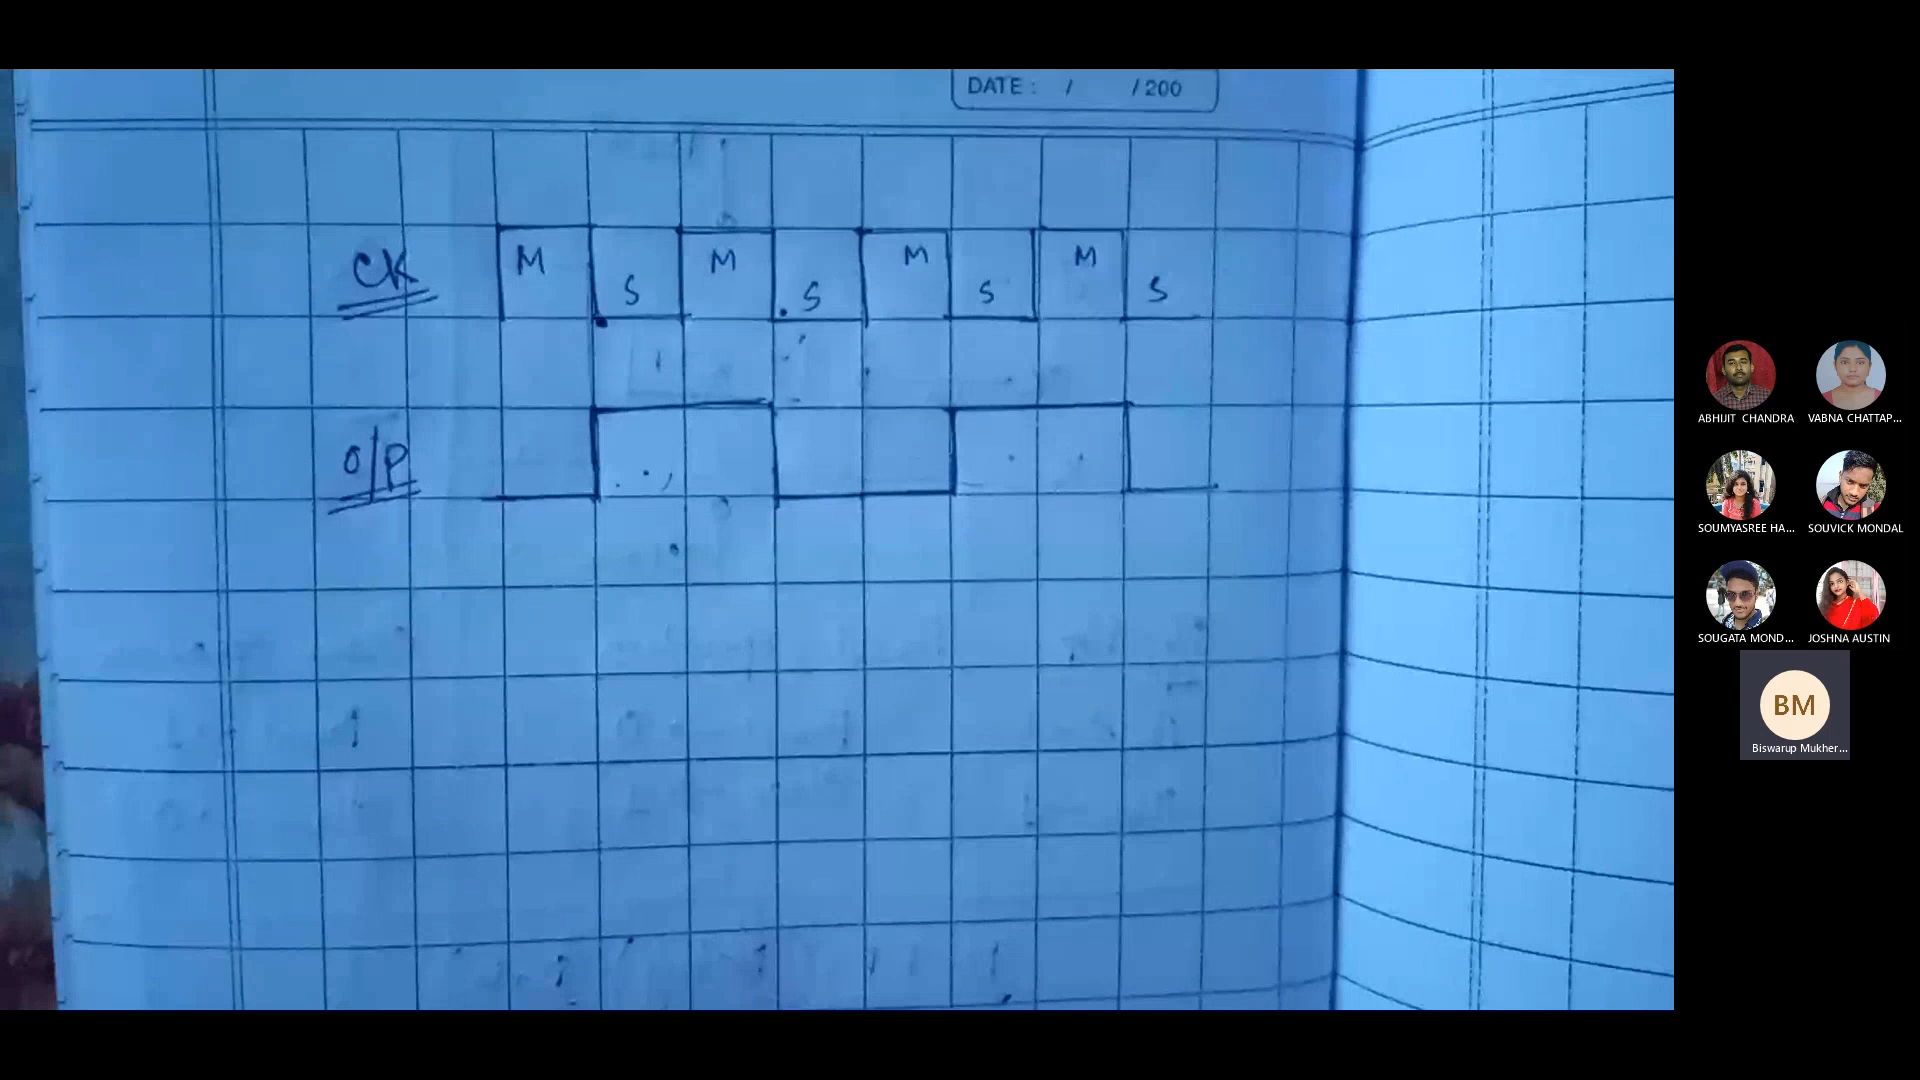 DATE : / / 200
CK M S M S M S M S
O/P
ABHIJIT CHANDRA
VABNA CHATTAP...
SOUMYASREE HA...
SOUVICK MONDAL
SOUGATA MOND...
JOSHNA AUSTIN
BM
Biswarup Mukher...